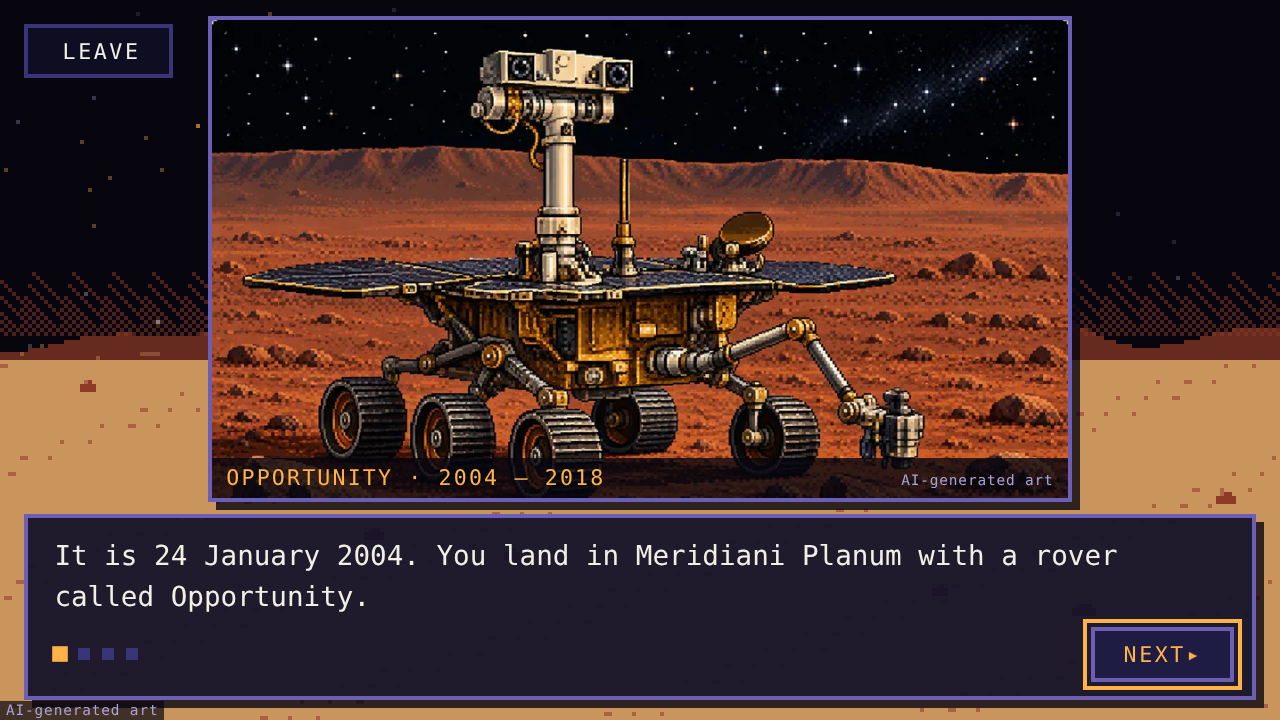 LEAVE
OPPORTUNITY · 2004 — 2018
AI-generated art
It is 24 January 2004. You land in Meridiani Planum with a rover
called Opportunity.
NEXT▸
AI-generated art